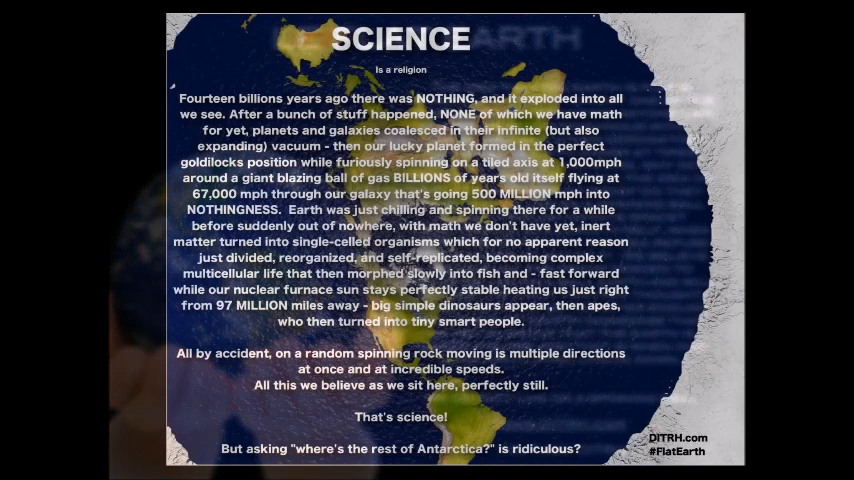 SCIENCE
EARTH
Is a religion
Fourteen billions years ago there was NOTHING, and it exploded into all
we see. After a bunch of stuff happened, NONE of which we have math
for yet, planets and galaxies coalesced in their infinite (but also
expanding) vacuum - then our lucky planet formed in the perfect
goldilocks position while furiously spinning on a tiled axis at 1,000mph
around a giant blazing ball of gas BILLIONS of years old itself flying at
67,000 mph through our galaxy that's going 500 MILLION mph into
NOTHINGNESS. Earth was just chilling and spinning there for a while
before suddenly out of nowhere, with math we don't have yet, inert
matter turned into single-celled organisms which for no apparent reason
just divided, reorganized, and self-replicated, becoming complex
multicellular life that then morphed slowly into fish and - fast forward
while our nuclear furnace sun stays perfectly stable heating us just right
from 97 MILLION miles away - big simple dinosaurs appear, then apes,
who then turned into tiny smart people.
All by accident, on a random spinning rock moving is multiple directions
at once and at incredible speeds.
All this we believe as we sit here, perfectly still.
That's science!
But asking "where's the rest of Antarctica?" is ridiculous?
DITRH.com
#FlatEarth